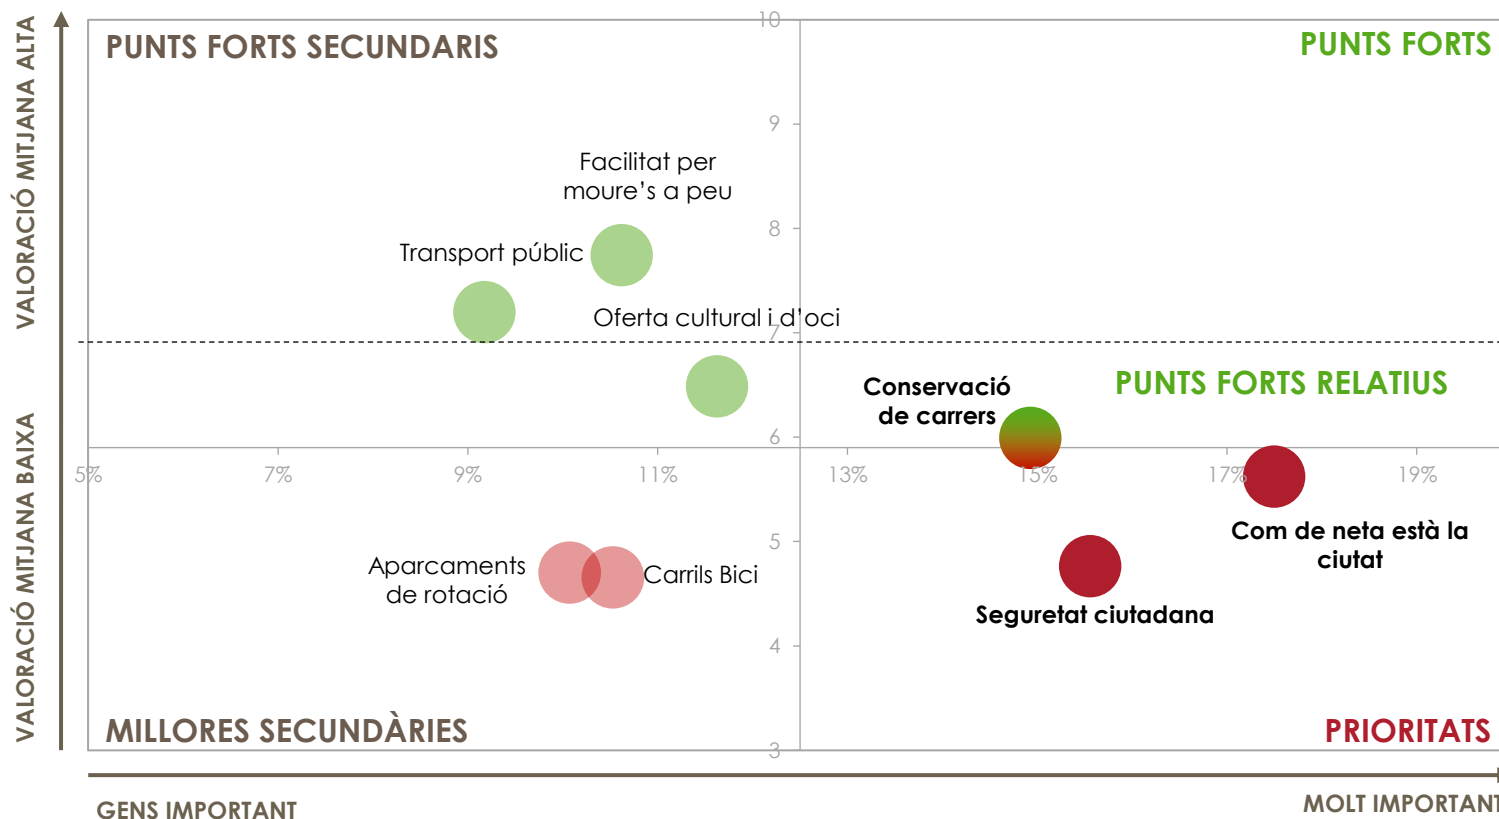 VALORACIÓ MITJANA ALTA
VALORACIÓ MITJANA BAIXA
PUNTS FORTS SECUNDARIS
PUNTS FORTS
10
9
8
7
6
5
4
3
Facilitat per
moure's a peu
Transport públic
Oferta cultural i d'oci
Conservació
de carrers
PUNTS FORTS RELATIUS
5%
7%
9%
11%
13%
15%
17%
19%
Com de neta està la
ciutat
Aparcaments
de rotació
Carrils Bici
Seguretat ciutadana
MILLORES SECUNDÀRIES
PRIORITATS
GENS IMPORTANT
MOLT IMPORTANT